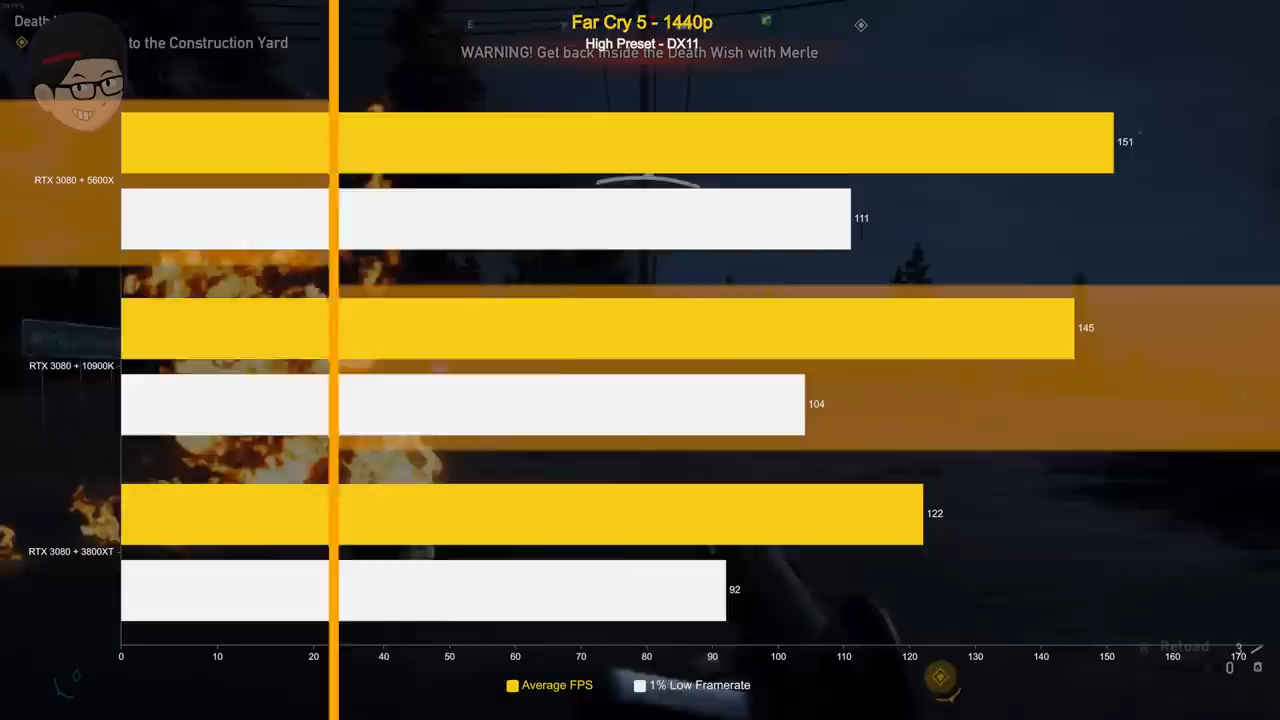 Far Cry 5 - 1440p
High Preset - DX11
Death
to the Construction Yard
E
WARNING! Get back inside the Death Wish with Merle
151
RTX 3080 + 5600X
111
145
RTX 3080 + 10900K
104
122
RTX 3080 + 3800XT
92
0 10 20 40 50 60 70 80 90 100 110 120 130 140 150 160 170
Reload
0
Average FPS 1% Low Framerate